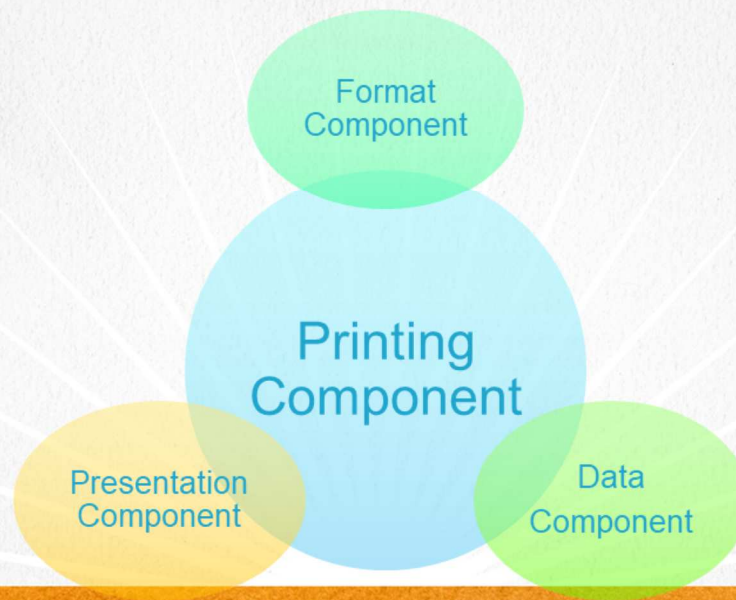 Format
Component
Printing
Component
Presentation
Component
Data
Component